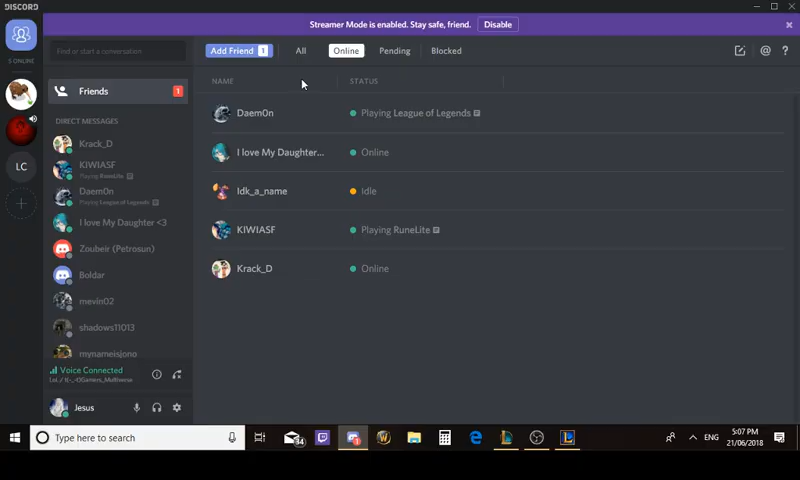 DISCORD
Streamer Mode is enabled. Stay safe, friend.
Disable
5 ONLINE
Find or start a conversation
Add Friend 1
All
Online
Pending
Blocked
Friends
1
NAME
STATUS
DIRECT MESSAGES
Daem0n
Playing League of Legends
I love My Daughter...
Online
Idk_a_name
Idle
KIWIASF
Playing RuneLite
Krack_D
Online
Krack_D
KIWIASF
Playing RuneLite
Daem0n
Playing League of Legends
I love My Daughter <3
Zoubeir (Petrosun)
Boldar
mevin02
shadows11013
mynameisjono
LC
Voice Connected
Jesus
Type here to search
34
ENG
5:07 PM
21/06/2018